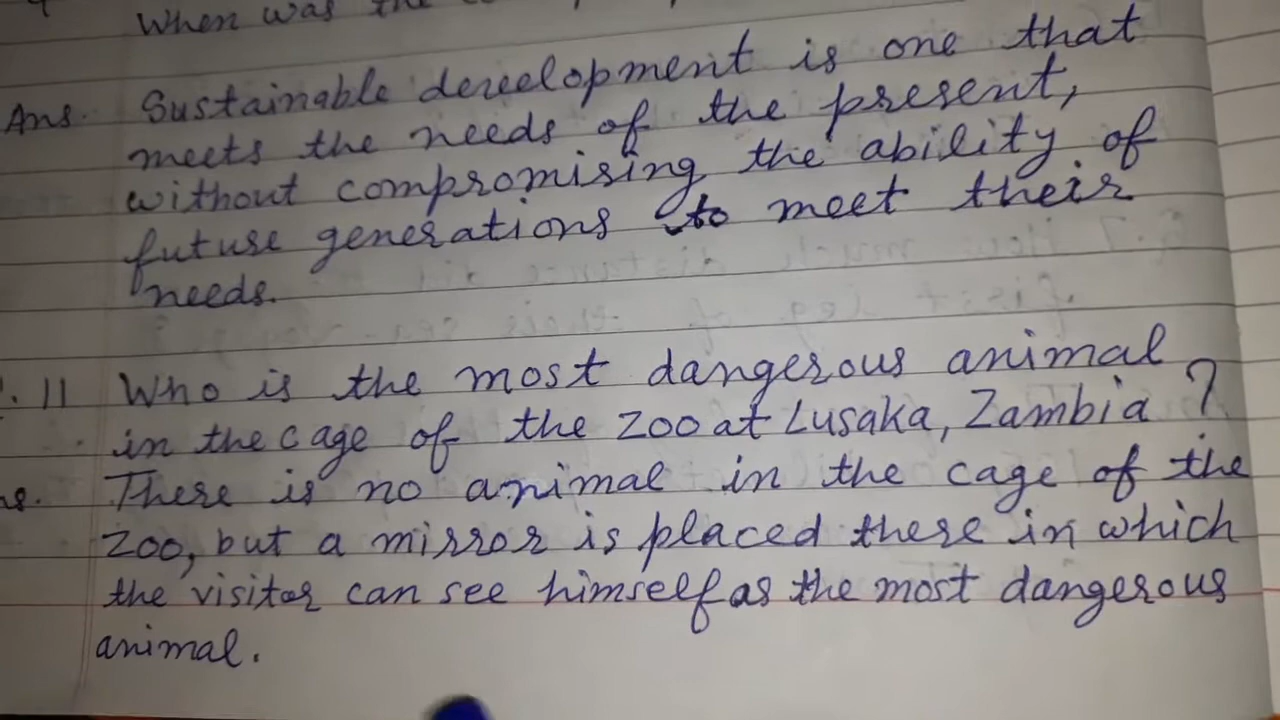 When was the
Ans. Sustainable development is one that
meets the needs of the present,
without compromising the ability of
future generations to meet their
needs.
. 11 Who is the most dangerous animal
in the cage of the zoo at Lusaka, Zambia ?
ns. There is no animal in the cage of the
zoo, but a mirror is placed there in which
the visitor can see himself as the most dangerous
animal.